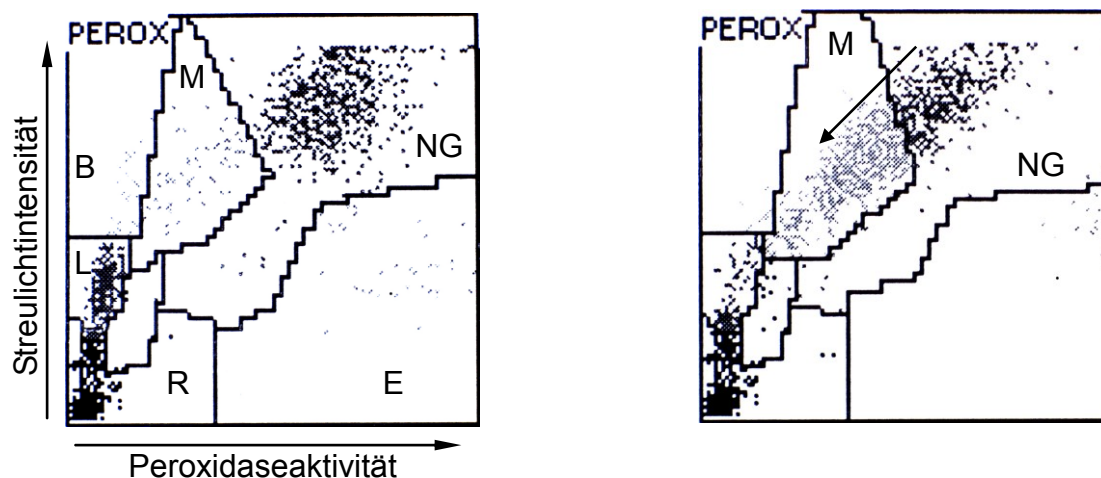 PEROX
M
B
NG
L
R
E
Streulichtintensität
Peroxidaseaktivität
PEROX
M
NG